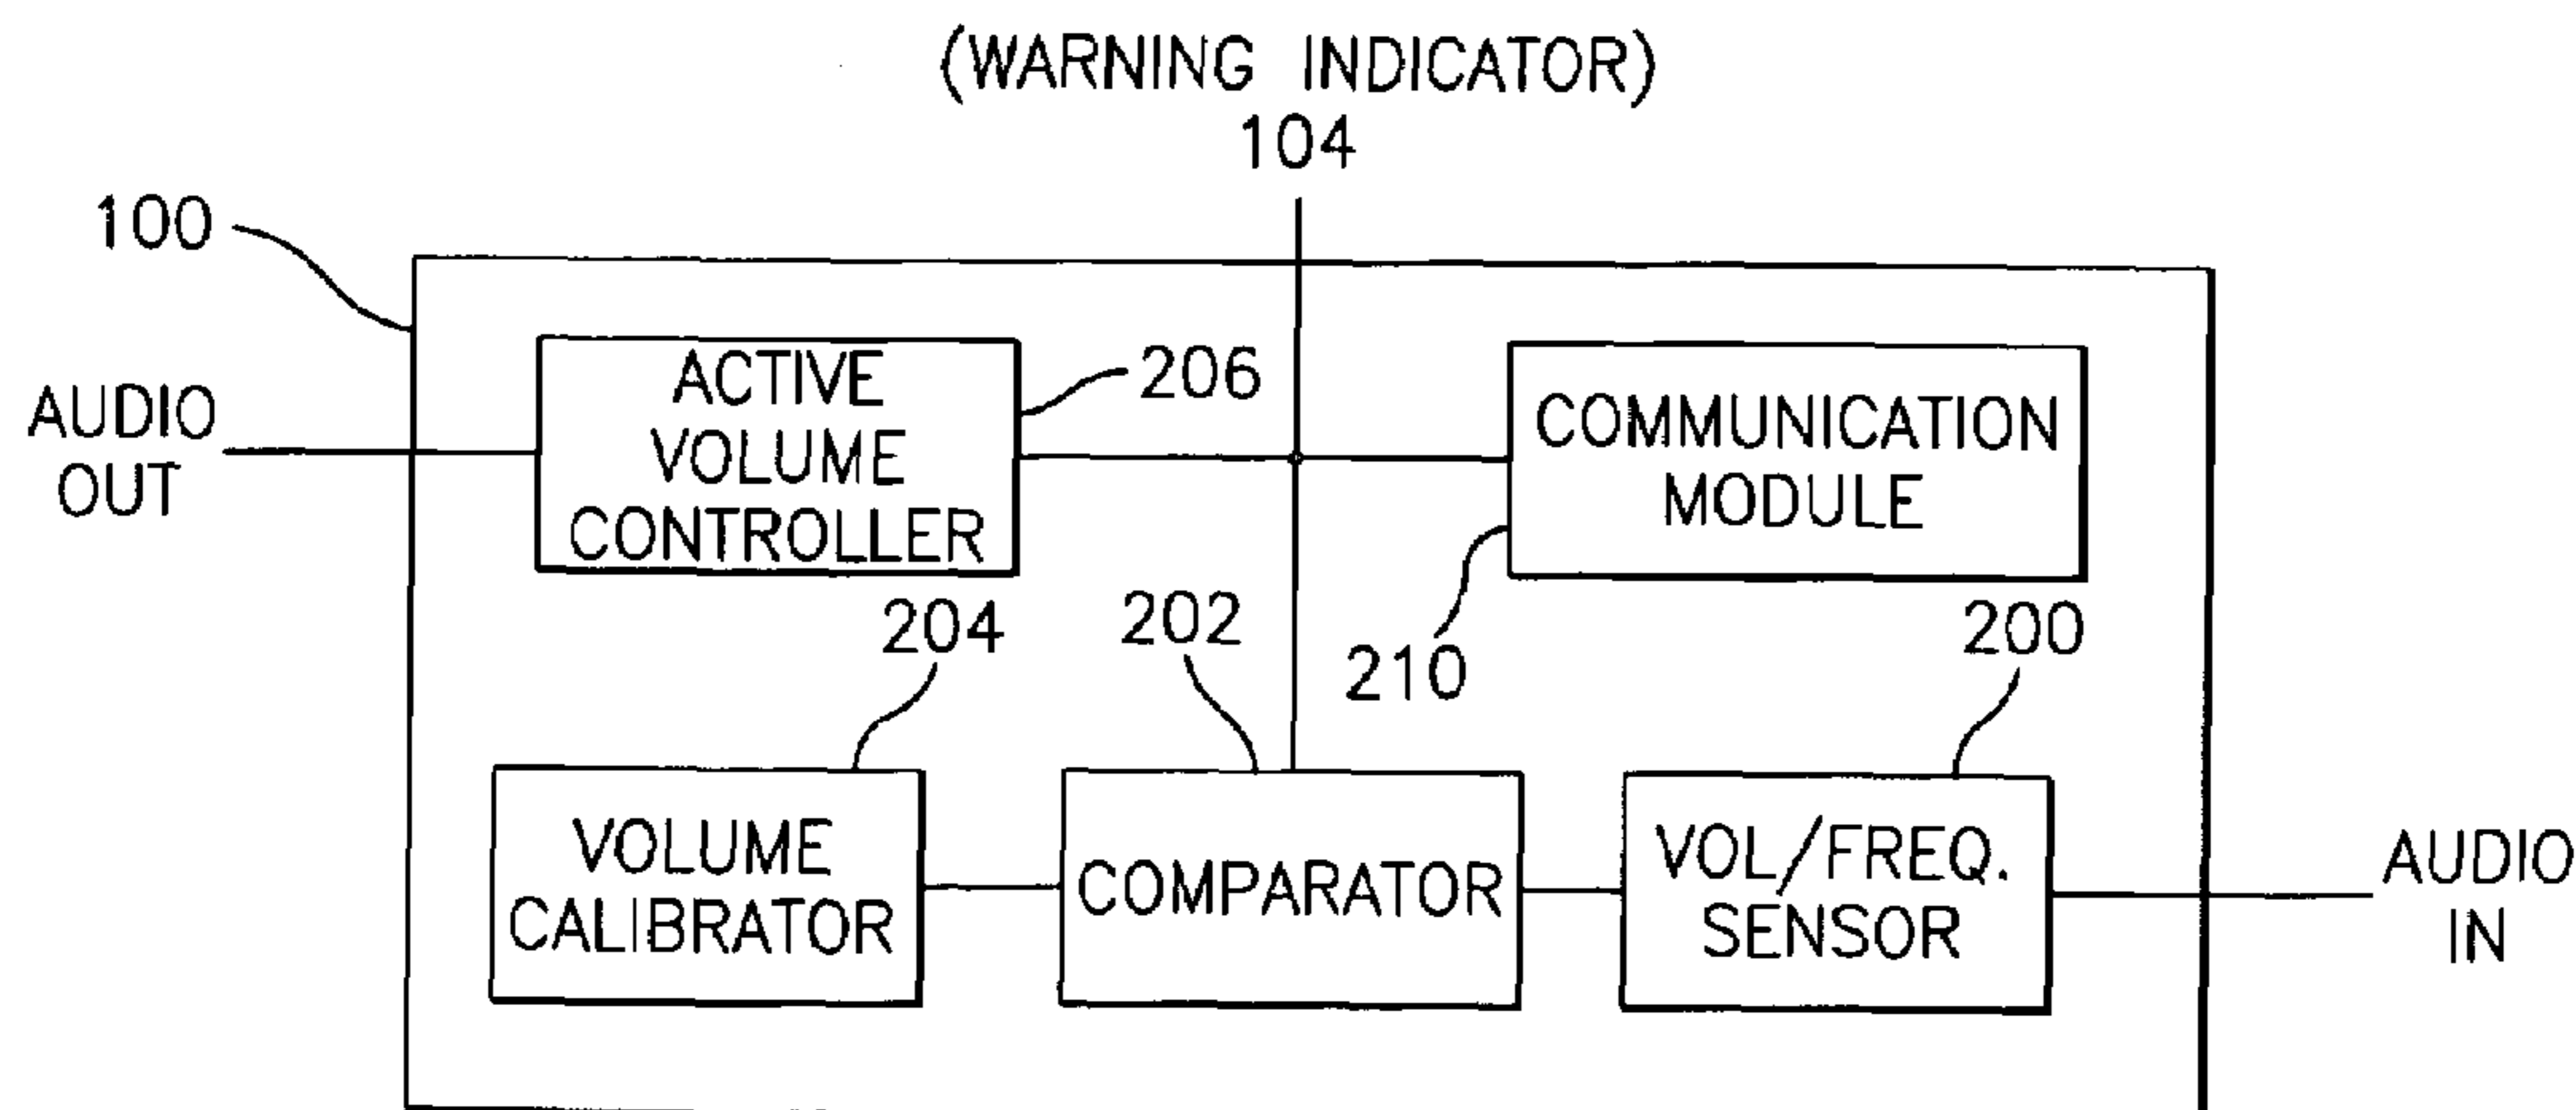 (WARNING INDICATOR)
104
100
AUDIO
OUT
ACTIVE
VOLUME
CONTROLLER
206
COMMUNICATION
MODULE
210
204
202
200
VOLUME
CALIBRATOR
COMPARATOR
VOL/FREQ.
SENSOR
AUDIO
IN